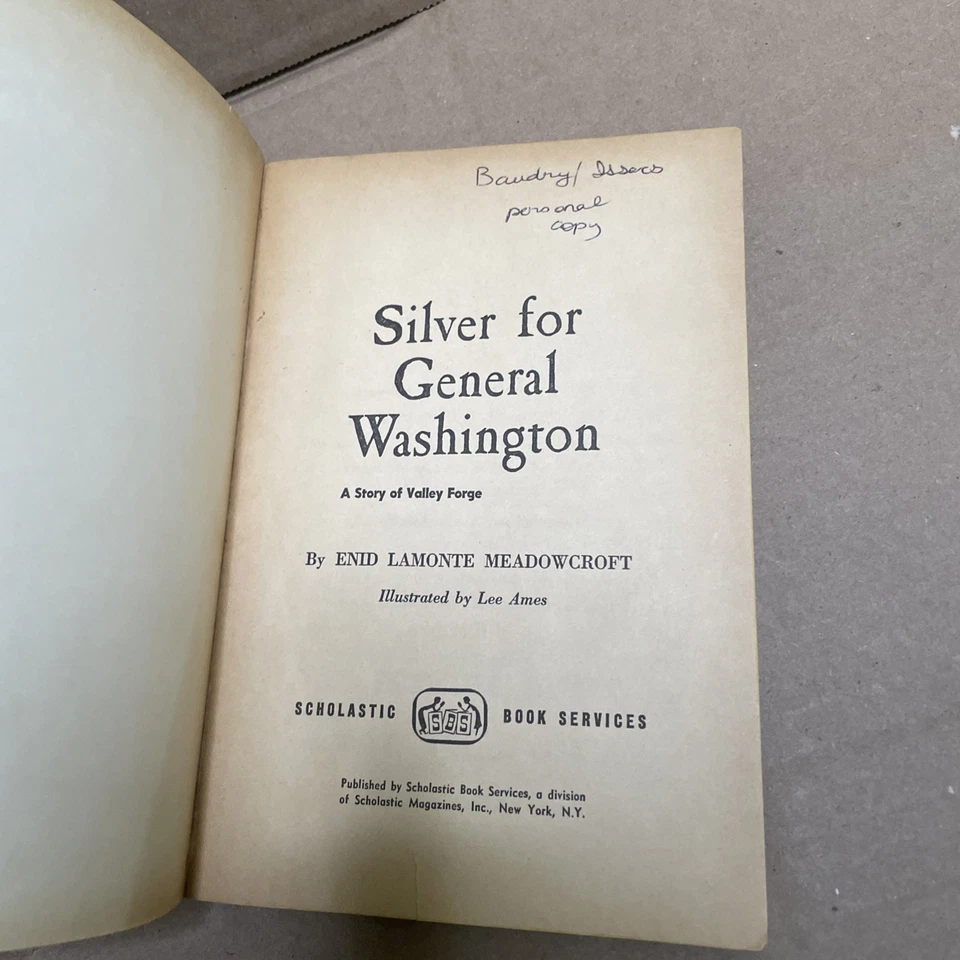 Baudry/ Issacs
personal
copy
Silver for
General
Washington
A Story of Valley Forge
By ENID LAMONTE MEADOWCROFT
Illustrated by Lee Ames
SCHOLASTIC SBS BOOK SERVICES
Published by Scholastic Book Services, a division
of Scholastic Magazines, Inc., New York, N.Y.